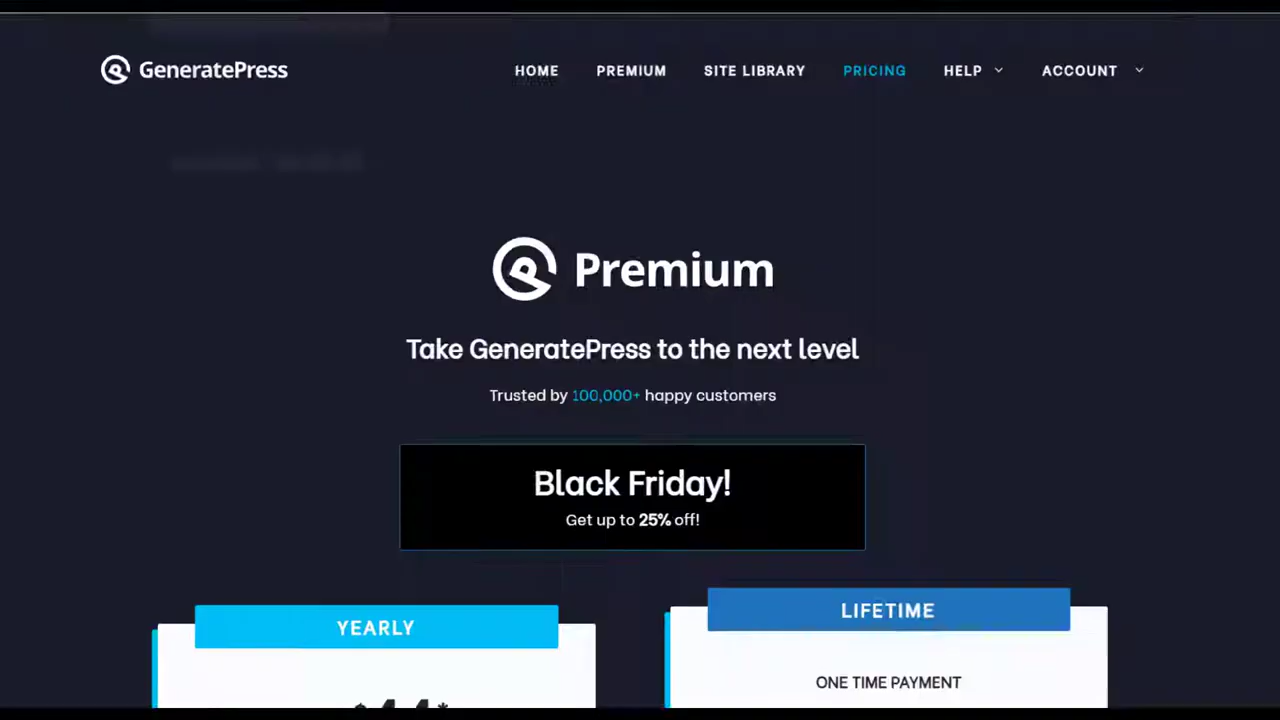 GeneratePress
HOME PREMIUM SITE LIBRARY PRICING HELP ACCOUNT
Premium
Take GeneratePress to the next level
Trusted by 100,000+ happy customers
Black Friday!
Get up to 25% off!
YEARLY
LIFETIME
ONE TIME PAYMENT